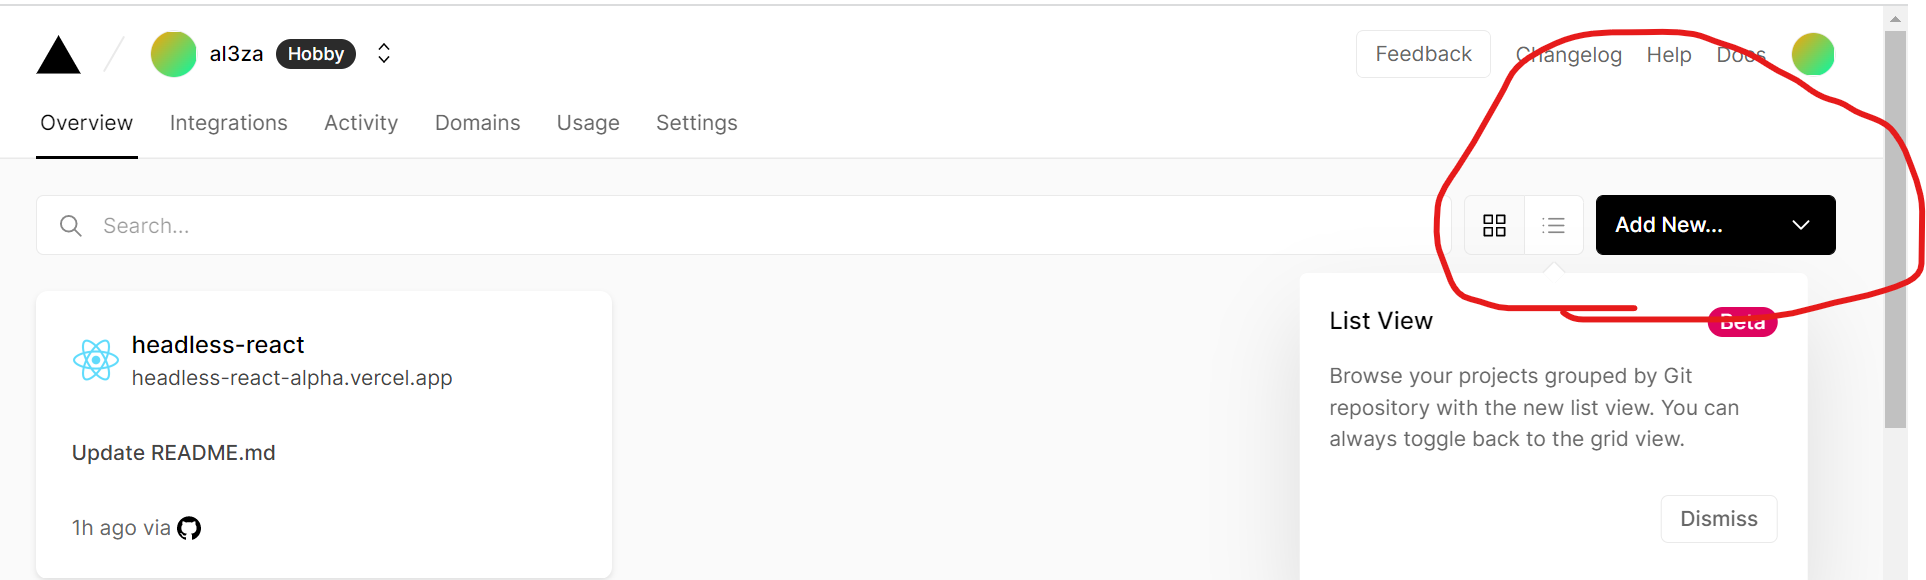 al3za Hobby Feedback Changelog Help Docs
Overview Integrations Activity Domains Usage Settings
Search... Add New...
headless-react
headless-react-alpha.vercel.app
Update README.md
1h ago via
List View Beta
Browse your projects grouped by Git
repository with the new list view. You can
always toggle back to the grid view.
Dismiss